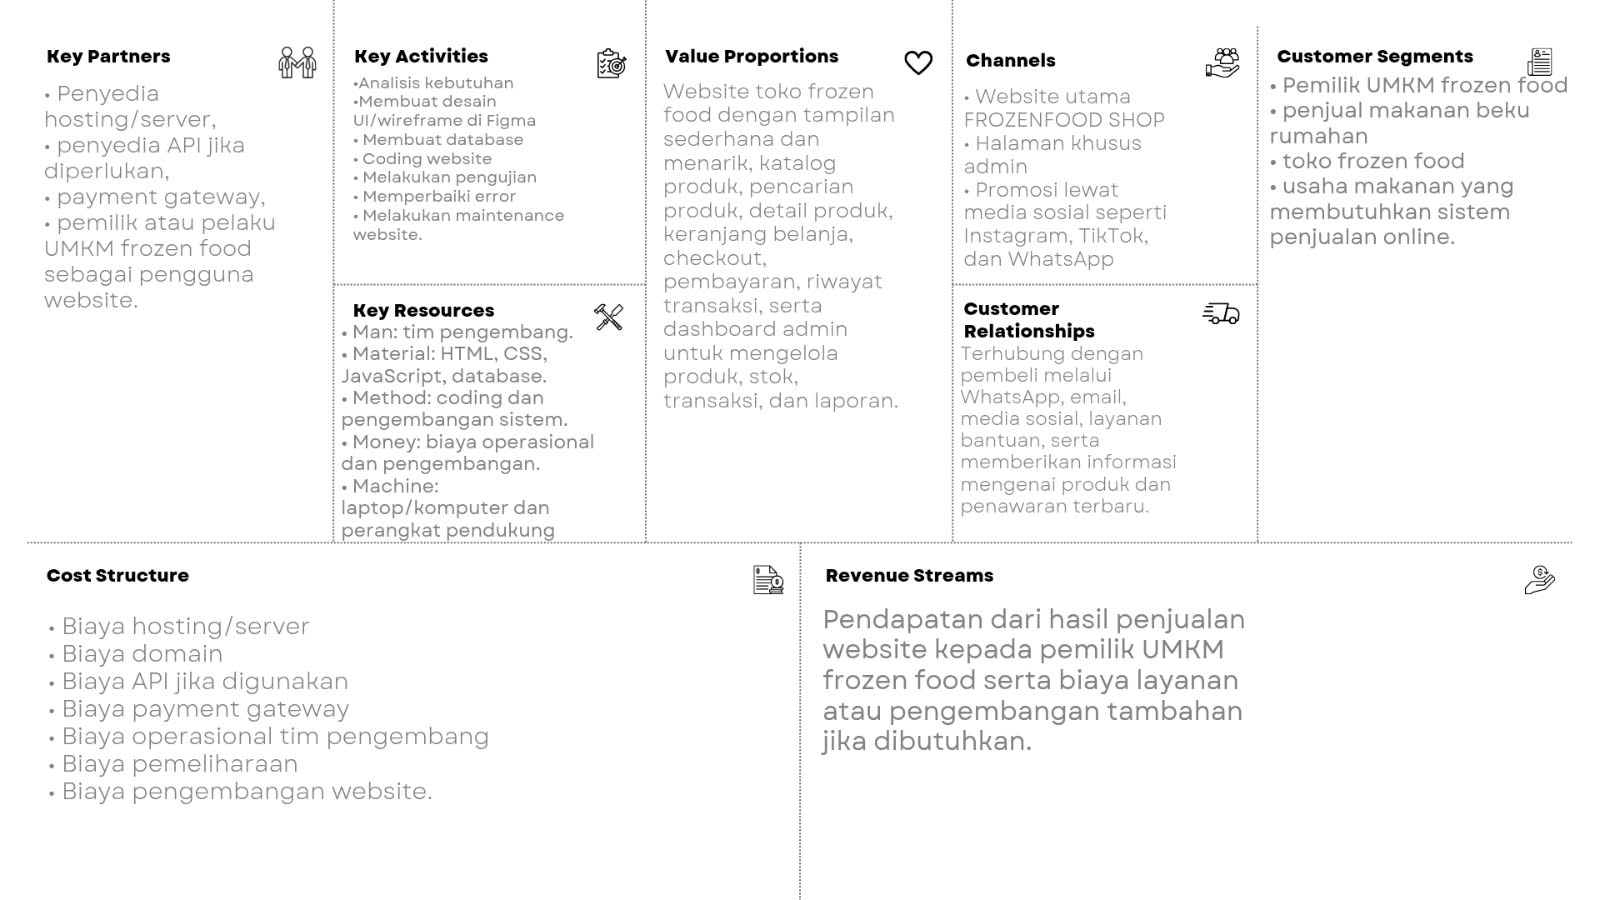 Key Partners
• Penyedia
hosting/server,
• penyedia API jika
diperlukan,
• payment gateway,
• pemilik atau pelaku
UMKM frozen food
sebagai pengguna
website.
Key Activities
•Analisis kebutuhan
•Membuat desain
UI/wireframe di Figma
• Membuat database
• Coding website
• Melakukan pengujian
• Memperbaiki error
• Melakukan maintenance
website.
Key Resources
• Man: tim pengembang.
• Material: HTML, CSS,
JavaScript, database.
• Method: coding dan
pengembangan sistem.
• Money: biaya operasional
dan pengembangan.
• Machine:
laptop/komputer dan
perangkat pendukung
Value Proportions
Website toko frozen
food dengan tampilan
sederhana dan
menarik, katalog
produk, pencarian
produk, detail produk,
keranjang belanja,
checkout,
pembayaran, riwayat
transaksi, serta
dashboard admin
untuk mengelola
produk, stok,
transaksi, dan laporan.
Channels
• Website utama
FROZENFOOD SHOP
• Halaman khusus
admin
• Promosi lewat
media sosial seperti
Instagram, TikTok,
dan WhatsApp
Customer
Relationships
Terhubung dengan
pembeli melalui
WhatsApp, email,
media sosial, layanan
bantuan, serta
memberikan informasi
mengenai produk dan
penawaran terbaru.
Customer Segments
• Pemilik UMKM frozen food
• penjual makanan beku
rumahan
• toko frozen food
• usaha makanan yang
membutuhkan sistem
penjualan online.
Cost Structure
• Biaya hosting/server
• Biaya domain
• Biaya API jika digunakan
• Biaya payment gateway
• Biaya operasional tim pengembang
• Biaya pemeliharaan
• Biaya pengembangan website.
Revenue Streams
Pendapatan dari hasil penjualan
website kepada pemilik UMKM
frozen food serta biaya layanan
atau pengembangan tambahan
jika dibutuhkan.